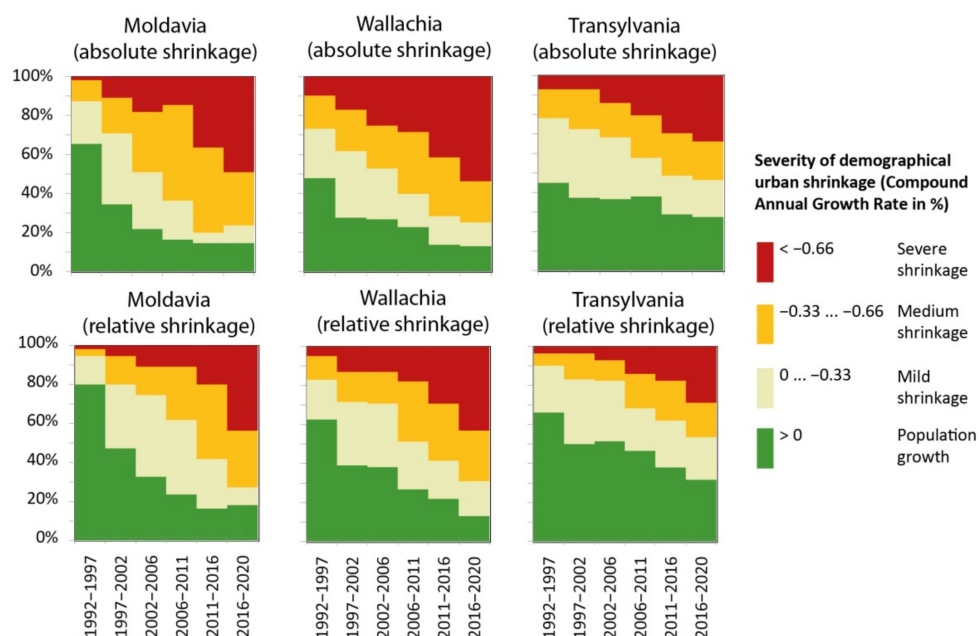 Moldavia
(absolute shrinkage)
Wallachia
(absolute shrinkage)
Transylvania
(absolute shrinkage)
100%
80%
60%
40%
20%
0%
Moldavia
(relative shrinkage)
Wallachia
(relative shrinkage)
Transylvania
(relative shrinkage)
100%
80%
60%
40%
20%
0%
1992–1997
1997–2002
2002–2006
2006–2011
2011–2016
2016–2020
1992–1997
1997–2002
2002–2006
2006–2011
2011–2016
2016–2020
1992–1997
1997–2002
2002–2006
2006–2011
2011–2016
2016–2020
Severity of demographical
urban shrinkage (Compound
Annual Growth Rate in %)
< −0.66 Severe
shrinkage
−0.33 ... −0.66 Medium
shrinkage
0 ... −0.33 Mild
shrinkage
> 0 Population
growth